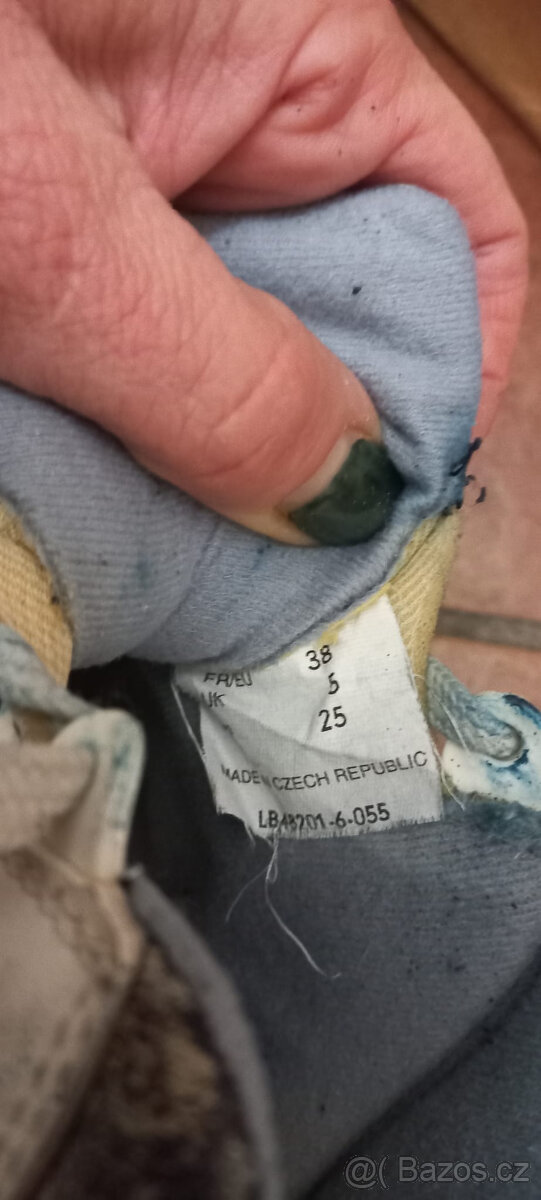 FR/EU 38
UK 5
25
MADE IN CZECH REPUBLIC
LB48201-6-055
@( Bazos.cz